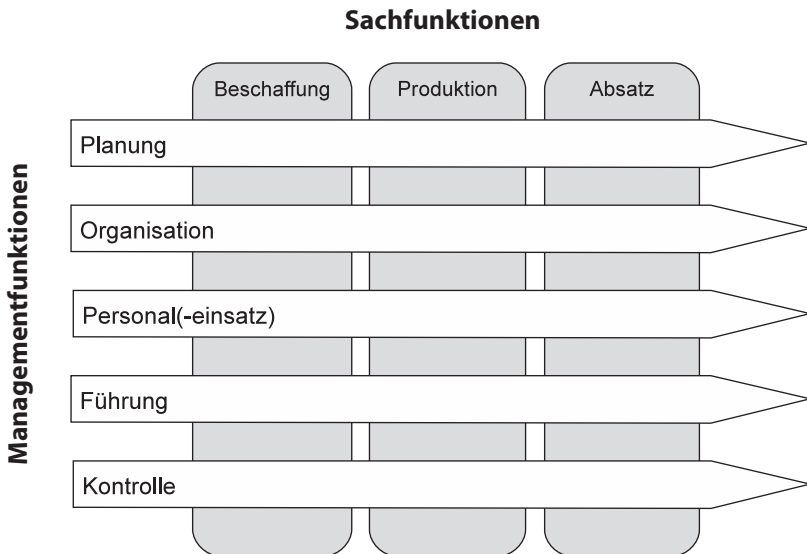 Sachfunktionen
Beschaffung
Produktion
Absatz
Managementfunktionen
Planung
Organisation
Personal(-einsatz)
Führung
Kontrolle